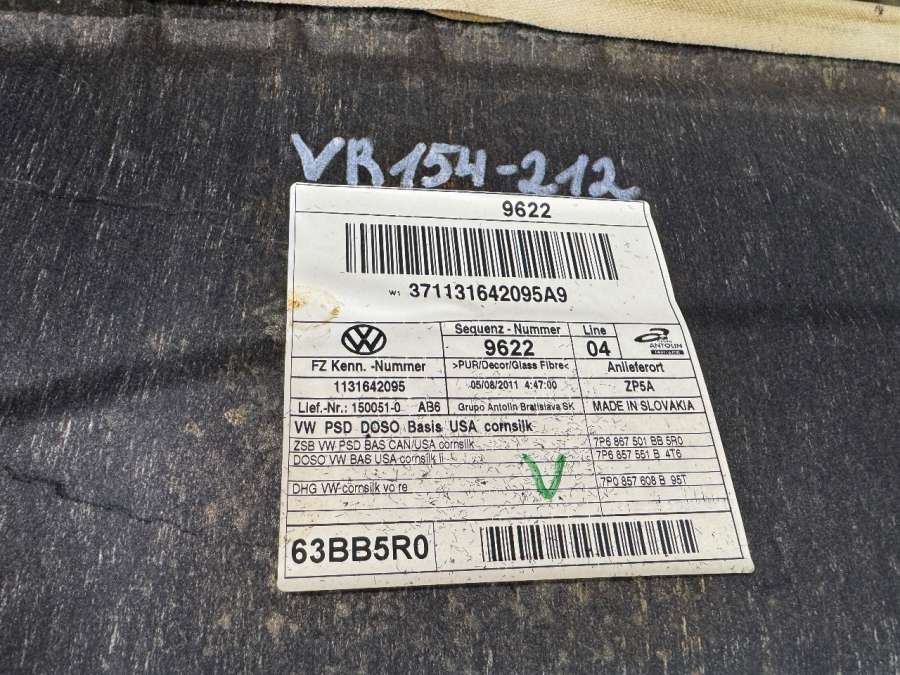 VR154-212
9622
W1 371131642095A9
VW
Sequenz - Nummer
Line
9622
04
ANTOLIN
FZ Kenn. -Nummer
>PUR/Decor/Glass Fibre<
Anlieferort
1131642095
05/08/2011 4:47:00
ZP5A
Lief.-Nr.: 150051-0 AB6
Grupo Antolin Bratislava SK
MADE IN SLOVAKIA
VW PSD DOSO Basis USA cornsilk
ZSB VW PSD BAS CAN/USA cornsilk
7P6 867 501 BB 5R0
DOSO VW BAS USA cornsilk li
7P6 857 551 B 4T6
V
DHG VW cornsilk vo re
7P0 857 608 B 95T
63BB5R0